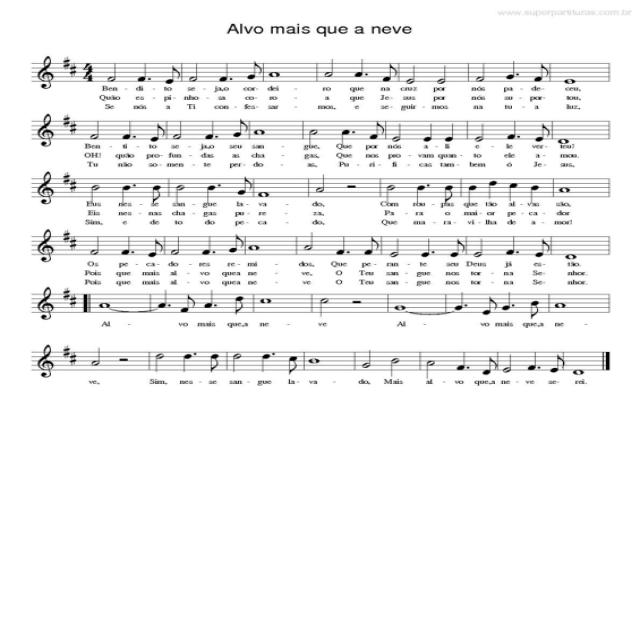 www.superpartituras.com.br
Alvo mais que a neve
Ben - di - to se - ja,o cor - dei - ro que na cruz por nós pa - de - ceu,
Quão es - pi - nho - sa co - ro - a que Je - sus por nós su - por - tou,
Se nós a Ti con - fes - sar - mos, e se - guir - mos na tu - a luz,
Ben - ti - to se - ja,o seu san - gue, Que por nós a - li e - le ver - teu!
OH! quão pro - fun - das as cha - gas, Que nos pro - vam quan - to ele a - mou.
Tu não so - men - te per - do - as, Pu - ri - fi - cas tam - bem ó Je - sus,
Eus nes - se san - gue la - va - do, Com rou - pas que tão al - vas são,
Eis nes - nas cha - gas pu - re - za, Pa - ra o mai - or pe - ca - dor
Sim, e de to do pe - ca - do, Que ma - ra - vi - lha de a - mor!
Os pe - ca - do - res re - mi - dos, Que pe - ran - te seu Deus já es - tão.
Pois que mais al - vo quea ne - ve, O Teu san - gue nos tor - na Se - nhor.
Pois que mais al - vo quea ne - ve O Teu san - gue nos tor - na Se - nhor.
Al - vo mais que,a ne - ve Al - vo mais que,a ne -
ve, Sim, nes - se san - gue la - va - do, Mais al - vo que,a ne - ve se - rei.